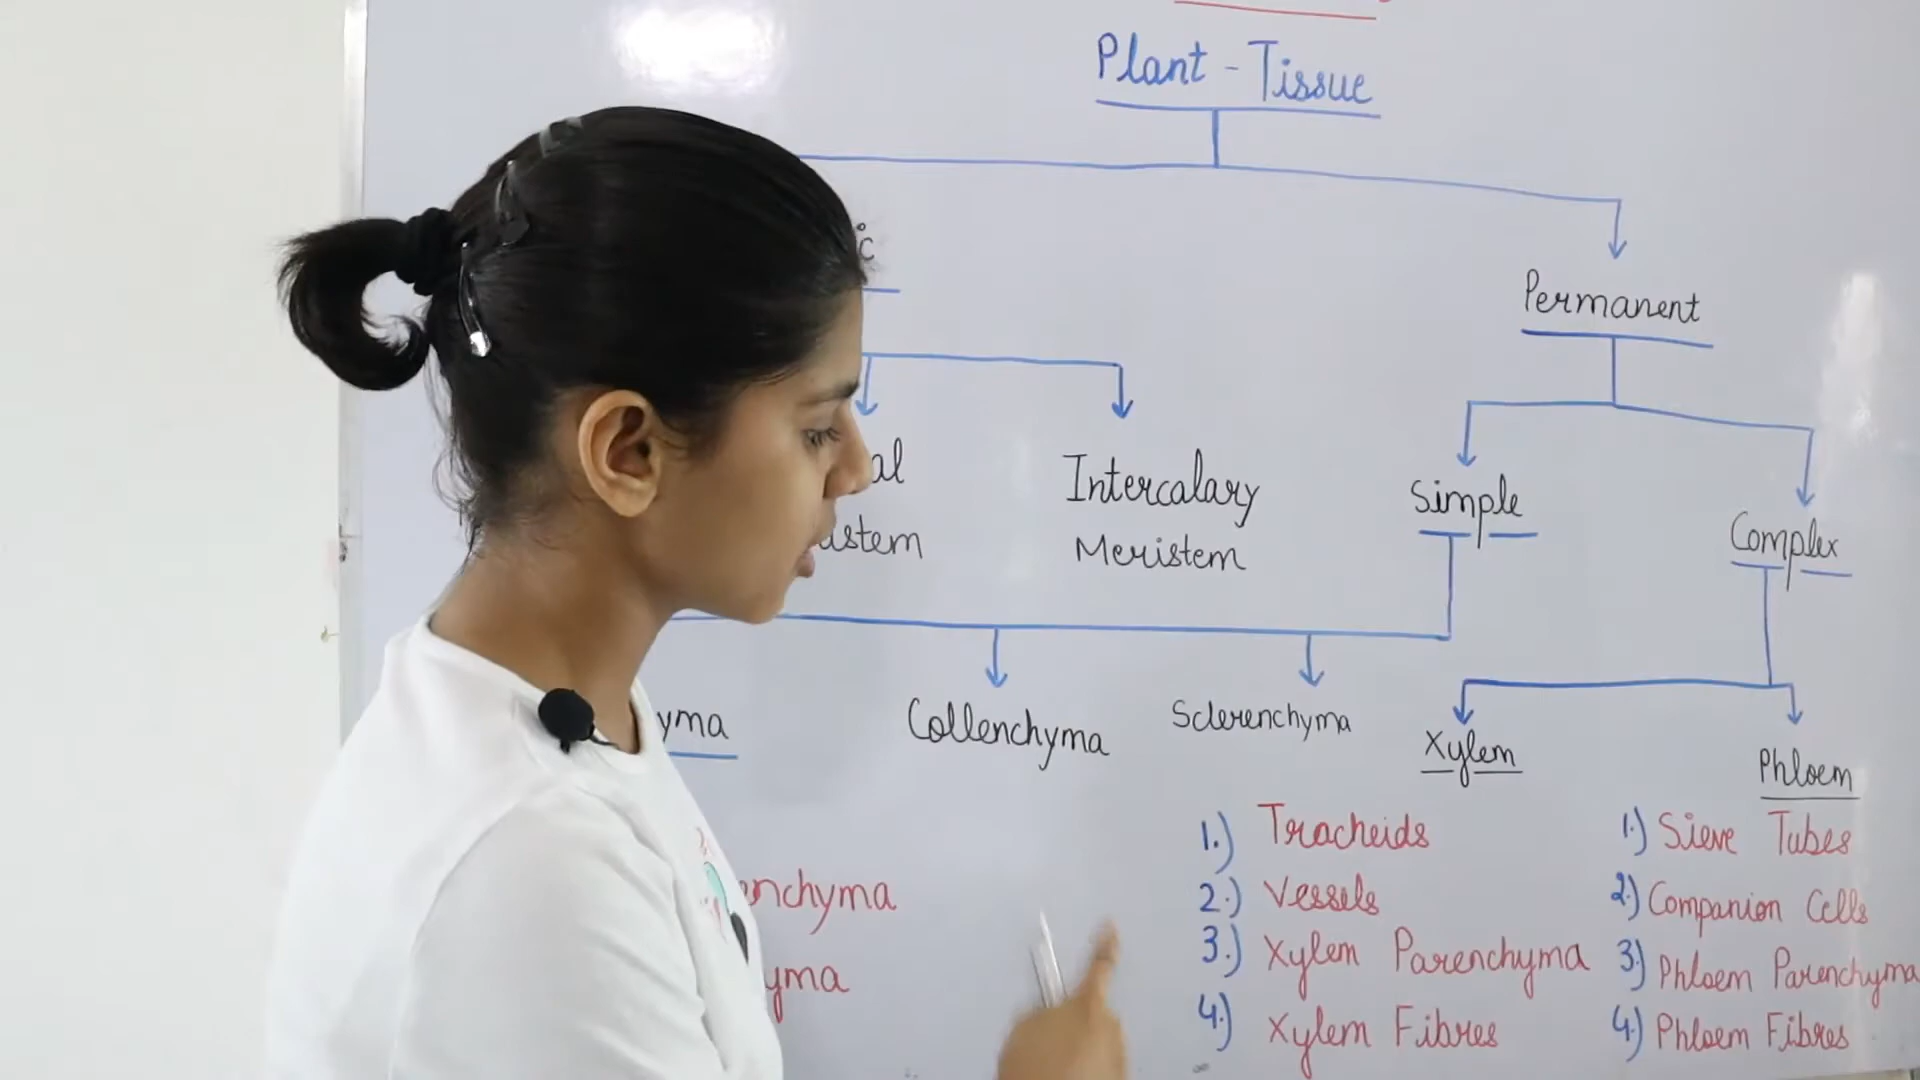 Plant - Tissue
Permanent
Intercalary
Meristem
Simple
Complex
Collenchyma
Sclerenchyma
Xylem
Phloem
1.) Tracheids
2.) Vessels
3.) Xylem Parenchyma
4.) Xylem Fibres
1.) Sieve Tubes
2.) Companion Cells
3.) Phloem Parenchyma
4.) Phloem Fibres